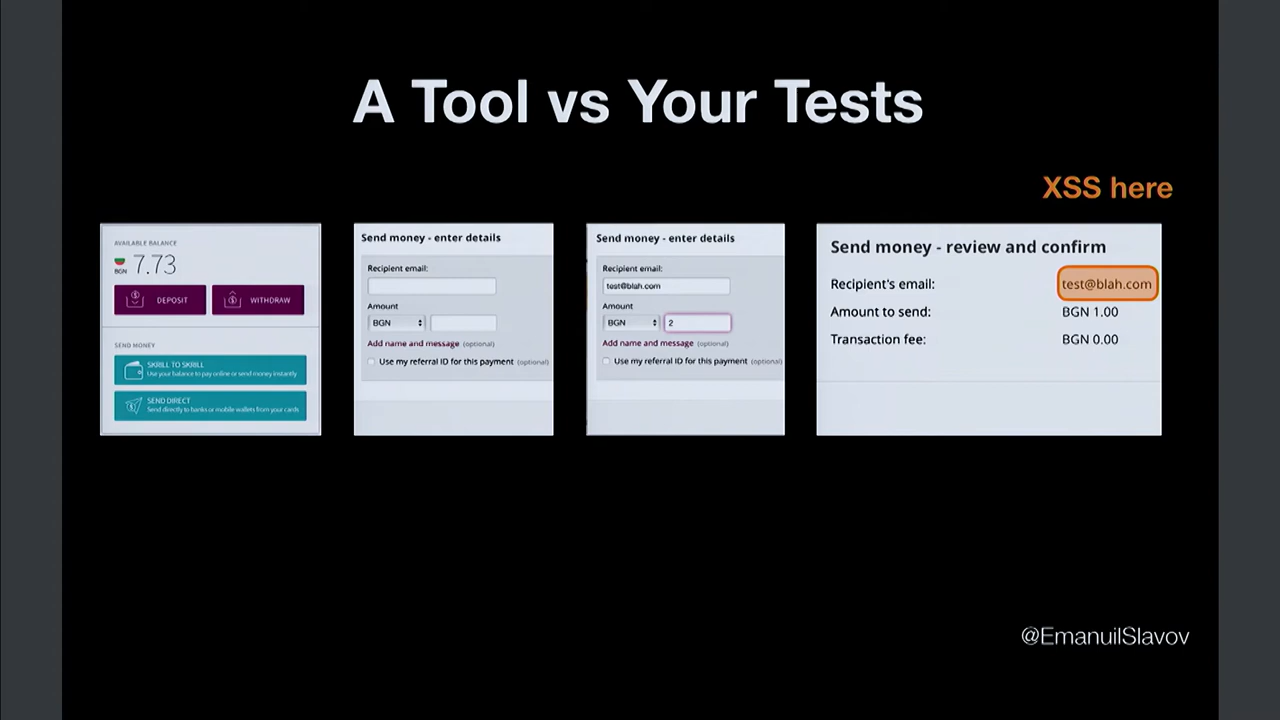 A Tool vs Your Tests
XSS here
AVAILABLE BALANCE
BGN 7.73
DEPOSIT
WITHDRAW
SEND MONEY
SKRILL TO SKRILL
Use your balance to pay online or send money instantly
SEND DIRECT
Send directly to banks or mobile wallets from your cards
Send money - enter details
Recipient email:
Amount
BGN
Add name and message (optional)
Use my referral ID for this payment (optional)
Send money - enter details
Recipient email:
test@blah.com
Amount
BGN 2
Add name and message (optional)
Use my referral ID for this payment (optional)
Send money - review and confirm
Recipient's email: test@blah.com
Amount to send: BGN 1.00
Transaction fee: BGN 0.00
@EmanuilSlavov